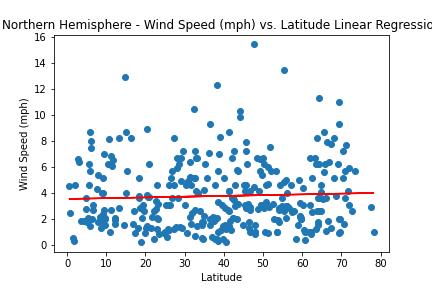 Northern Hemisphere - Wind Speed (mph) vs. Latitude Linear Regressio
Wind Speed (mph)
16
14
12
10
8
6
4
2
0
0 10 20 30 40 50 60 70 80
Latitude